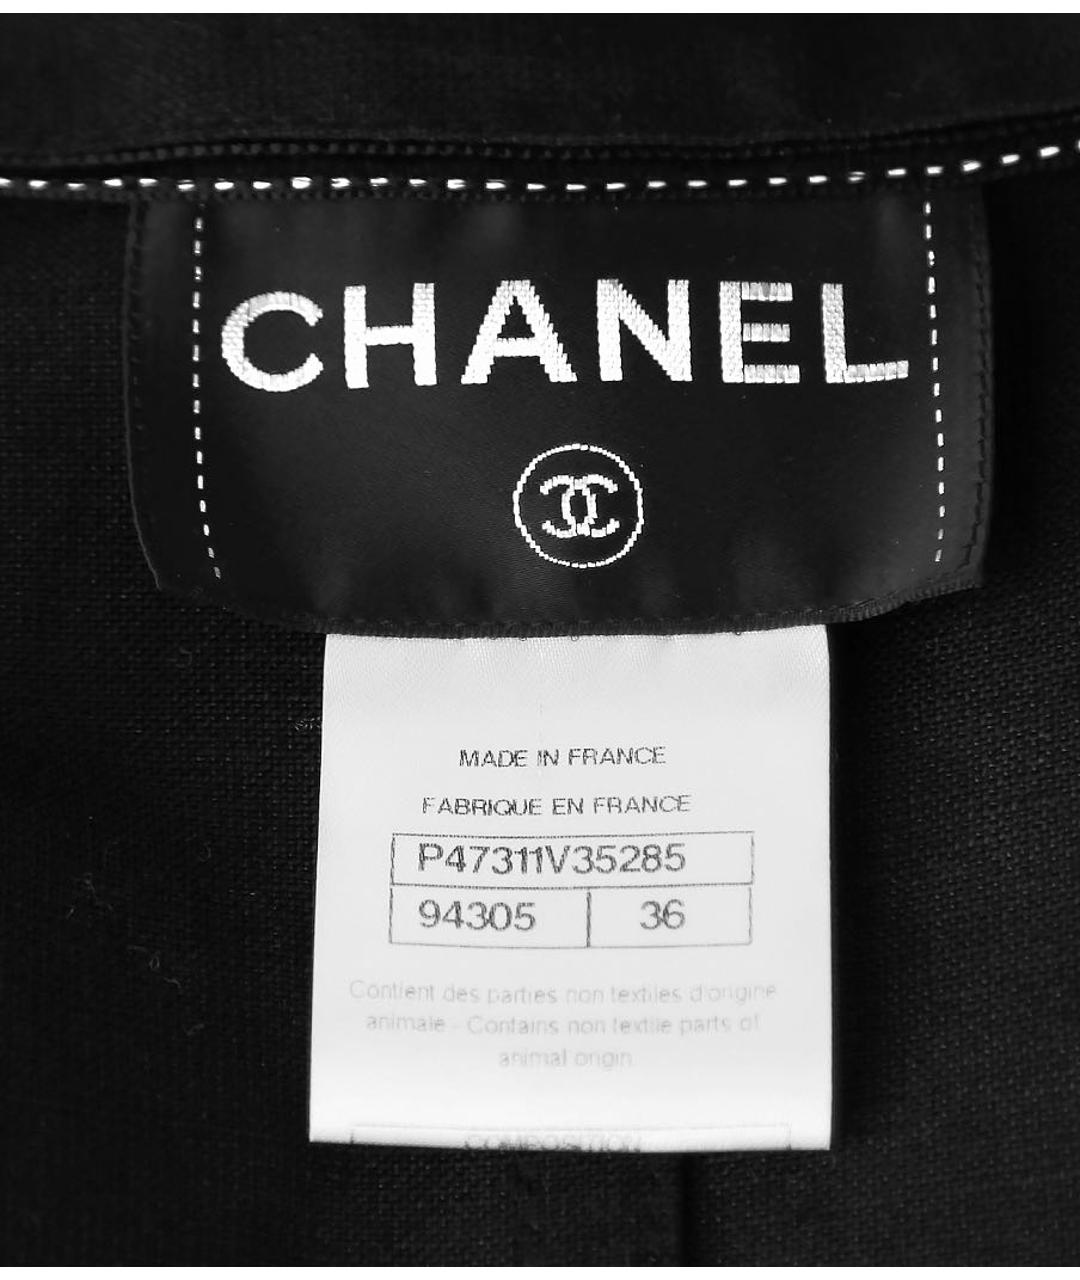 CHANEL
MADE IN FRANCE
FABRIQUE EN FRANCE
P47311V35285
94305 36
Contient des parties non textiles d'origine
animale - Contains non textile parts of
animal origin
COMPOSITION